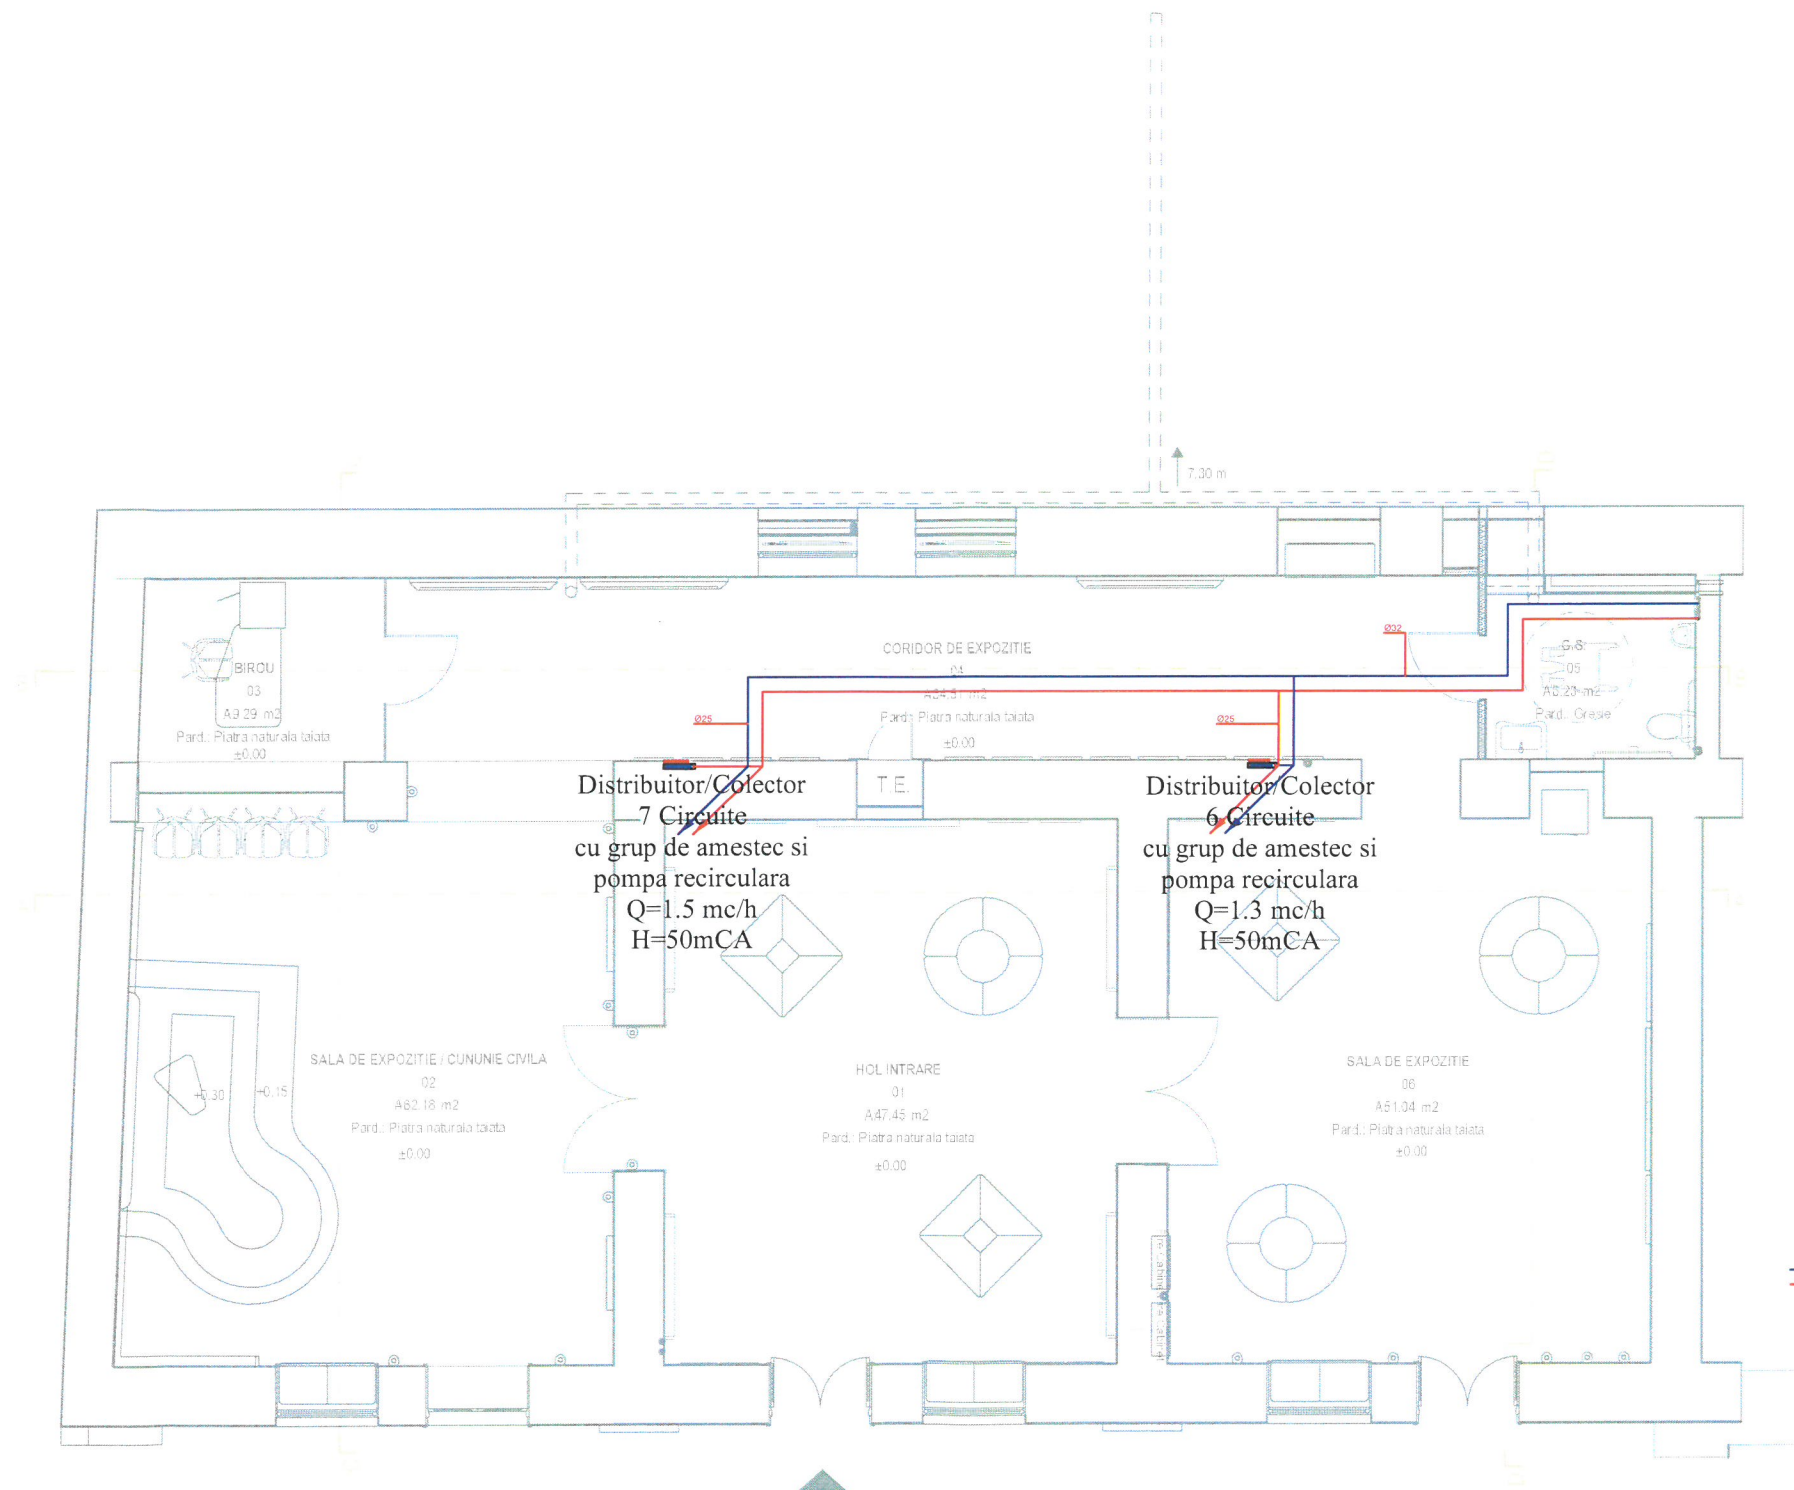 7.30 m
CORIDOR DE EXPOZITIE
04
Pard.: Piatra naturala taiata
±0.00
Ø32
Ø25
Ø25
BIROU
03
A9.29 m2
Pard.: Piatra naturala taiata
±0.00
G.S.
05
Pard.: Gresie
T.E.
Distribuitor/Colector
7 Circuite
cu grup de amestec si
pompa recirculara
Q=1.5 mc/h
H=50mCA
Distribuitor/Colector
6 Circuite
cu grup de amestec si
pompa recirculara
Q=1.3 mc/h
H=50mCA
SALA DE EXPOZITIE / CUNUNIE CIVILA
02
A62.18 m2
Pard.: Piatra naturala taiata
±0.00
+0.30
+0.15
HOL INTRARE
01
A47.45 m2
Pard.: Piatra naturala taiata
±0.00
SALA DE EXPOZITIE
06
A51.04 m2
Pard.: Piatra naturala taiata
±0.00